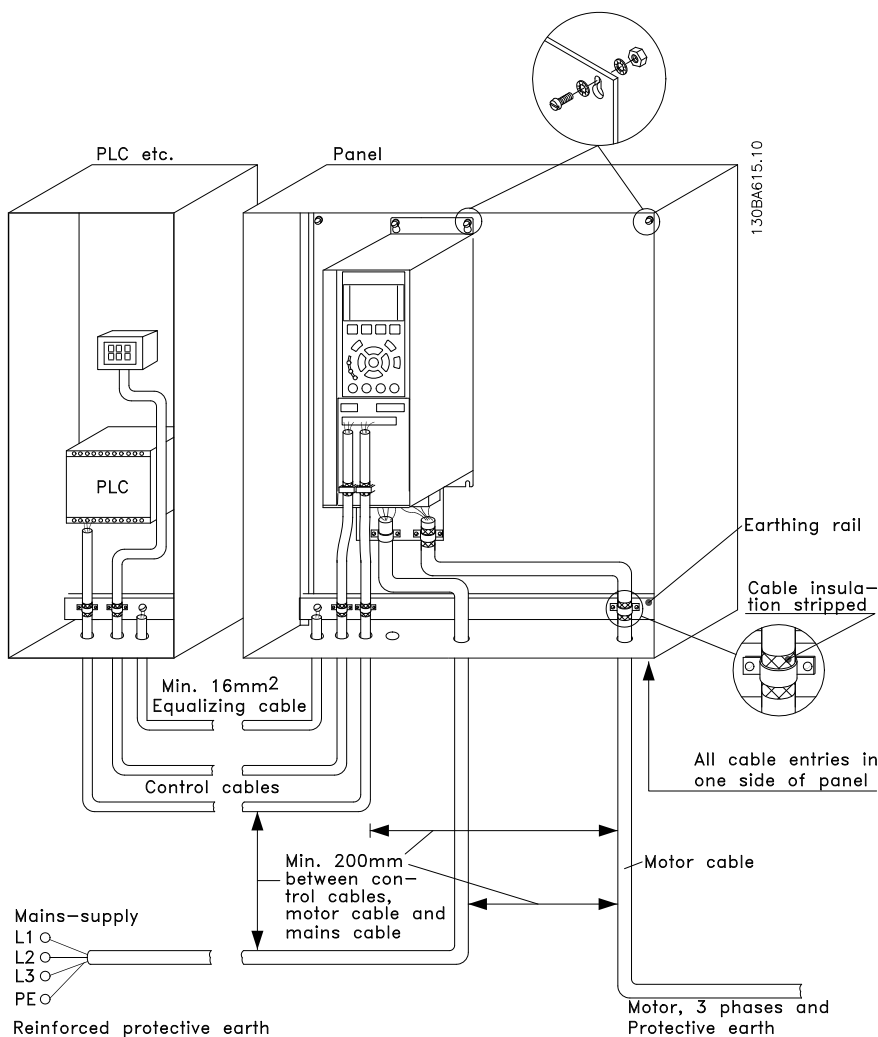 PLC etc.
Panel
130BA615.10
PLC
Earthing rail
Cable insula-
tion stripped
Min. 16mm2
Equalizing cable
All cable entries in
one side of panel
Control cables
Min. 200mm
between con-
trol cables,
motor cable and
mains cable
Motor cable
Mains-supply
L1
L2
L3
PE
Reinforced protective earth
Motor, 3 phases and
Protective earth